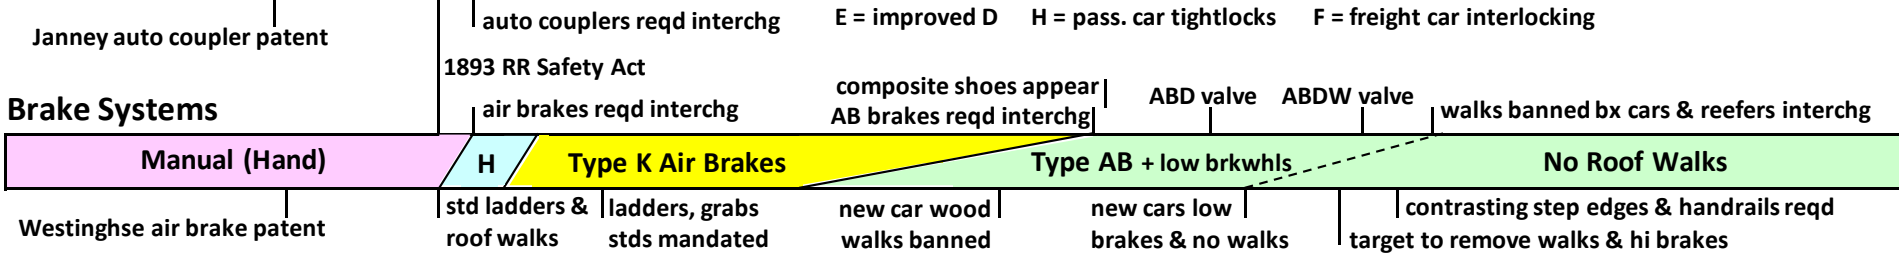 auto couplers reqd interchg
E = improved D H = pass. car tightlocks F = freight car interlocking
Janney auto coupler patent
1893 RR Safety Act
Brake Systems
air brakes reqd interchg
composite shoes appear
AB brakes reqd interchg
ABD valve
ABDW valve
walks banned bx cars & reefers interchg
Manual (Hand)
H
Type K Air Brakes
Type AB + low brkwhls
No Roof Walks
Westinghse air brake patent
std ladders &
roof walks
ladders, grabs
stds mandated
new car wood
walks banned
new cars low
brakes & no walks
contrasting step edges & handrails reqd
target to remove walks & hi brakes